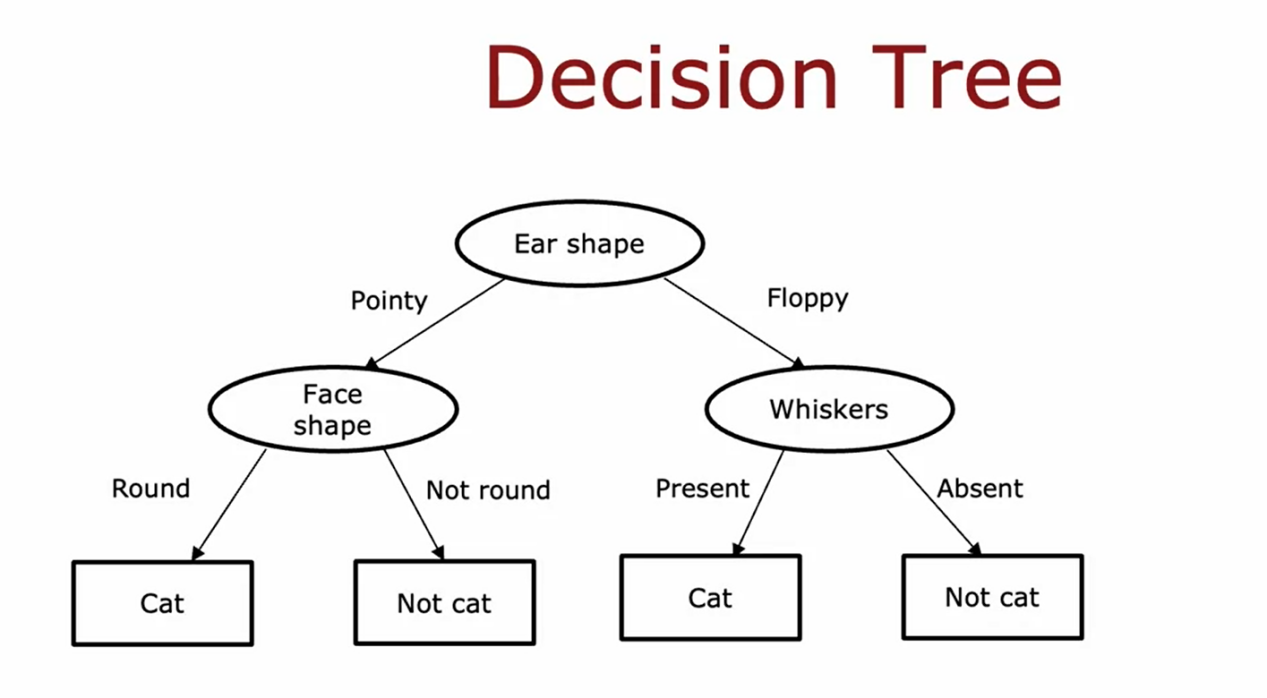 Decision Tree
Ear shape
Pointy
Floppy
Face
shape
Whiskers
Round
Not round
Present
Absent
Cat
Not cat
Cat
Not cat